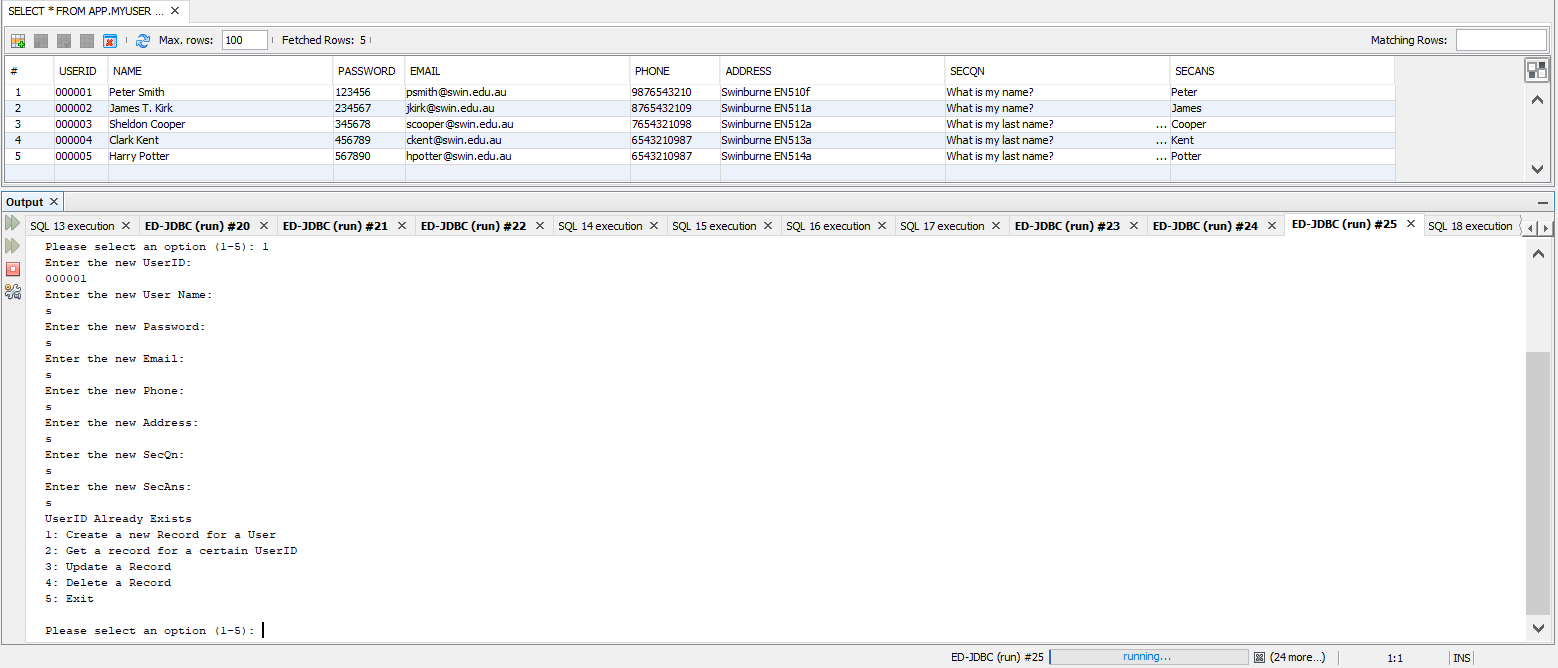 SELECT * FROM APP.MYUSER ... ×
Max. rows: 100 Fetched Rows: 5 Matching Rows:
# USERID NAME PASSWORD EMAIL PHONE ADDRESS SECQN SECANS
1 000001 Peter Smith 123456 psmith@swin.edu.au 9876543210 Swinburne EN510f What is my name? Peter
2 000002 James T. Kirk 234567 jkirk@swin.edu.au 8765432109 Swinburne EN511a What is my name? James
3 000003 Sheldon Cooper 345678 scooper@swin.edu.au 7654321098 Swinburne EN512a What is my last name? ... Cooper
4 000004 Clark Kent 456789 ckent@swin.edu.au 6543210987 Swinburne EN513a What is my last name? ... Kent
5 000005 Harry Potter 567890 hpotter@swin.edu.au 6543210987 Swinburne EN514a What is my last name? ... Potter
Output ×
SQL 13 execution × ED-JDBC (run) #20 × ED-JDBC (run) #21 × ED-JDBC (run) #22 × SQL 14 execution × SQL 15 execution × SQL 16 execution × SQL 17 execution × ED-JDBC (run) #23 × ED-JDBC (run) #24 × ED-JDBC (run) #25 × SQL 18 execution
Please select an option (1-5): 1
Enter the new UserID:
000001
Enter the new User Name:
s
Enter the new Password:
s
Enter the new Email:
s
Enter the new Phone:
s
Enter the new Address:
s
Enter the new SecQn:
s
Enter the new SecAns:
s
UserID Already Exists
1: Create a new Record for a User
2: Get a record for a certain UserID
3: Update a Record
4: Delete a Record
5: Exit
Please select an option (1-5):
ED-JDBC (run) #25 running... (24 more...) 1:1 INS